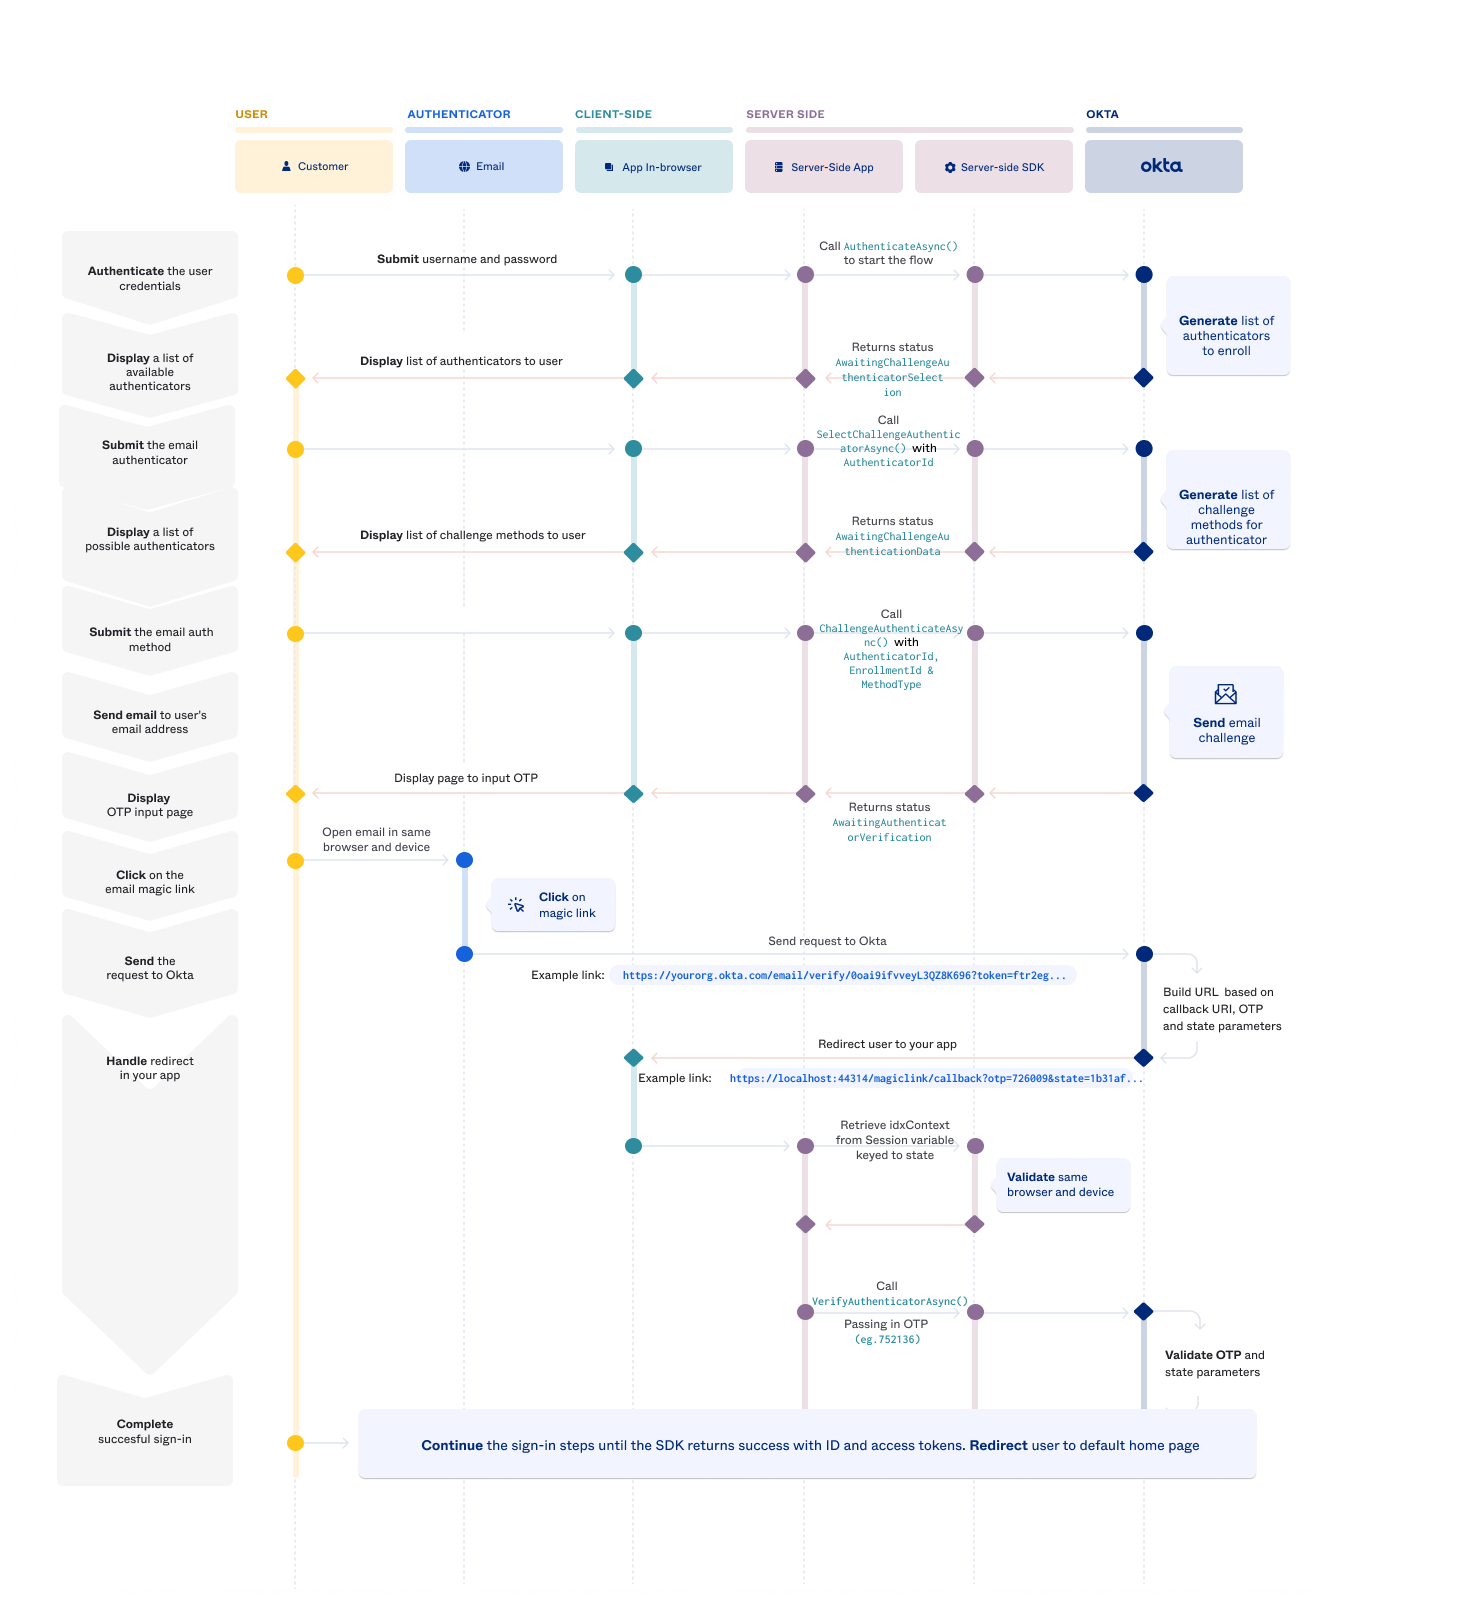 USER
AUTHENTICATOR
CLIENT-SIDE
SERVER SIDE
OKTA
Customer
Email
App In-browser
Server-Side App
Server-side SDK
okta
Authenticate the user
credentials
Submit username and password
Call AuthenticateAsync()
to start the flow
Generate list of
authenticators
to enroll
Display a list of
available
authenticators
Display list of authenticators to user
Returns status
AwaitingChallengeAu
thenticatorSelect
ion
Submit the email
authenticator
Call
SelectChallengeAuthentic
atorAsync() with
AuthenticatorId
Generate list of
challenge
methods for
authenticator
Display a list of
possible authenticators
Display list of challenge methods to user
Returns status
AwaitingChallengeAu
thenticationData
Submit the email auth
method
Call
ChallengeAuthenticateAsy
nc() with
AuthenticatorId,
EnrollmentId &
MethodType
Send email to user's
email address
Send email
challenge
Display
OTP input page
Display page to input OTP
Returns status
AwaitingAuthenticat
orVerification
Click on the
email magic link
Open email in same
browser and device
Click on
magic link
Send the
request to Okta
Send request to Okta
Example link:
https://yourorg.okta.com/email/verify/0oai9ifvveyL3QZ8K696?token=ftr2eg...
Build URL based on
callback URI, OTP
and state parameters
Handle redirect
in your app
Redirect user to your app
Example link:
https://localhost:44314/magiclink/callback?otp=726009&state=1b31af...
Retrieve idxContext
from Session variable
keyed to state
Validate same
browser and device
Call
VerifyAuthenticatorAsync()
Passing in OTP
(eg.752136)
Validate OTP and
state parameters
Complete
succesful sign-in
Continue the sign-in steps until the SDK returns success with ID and access tokens. Redirect user to default home page